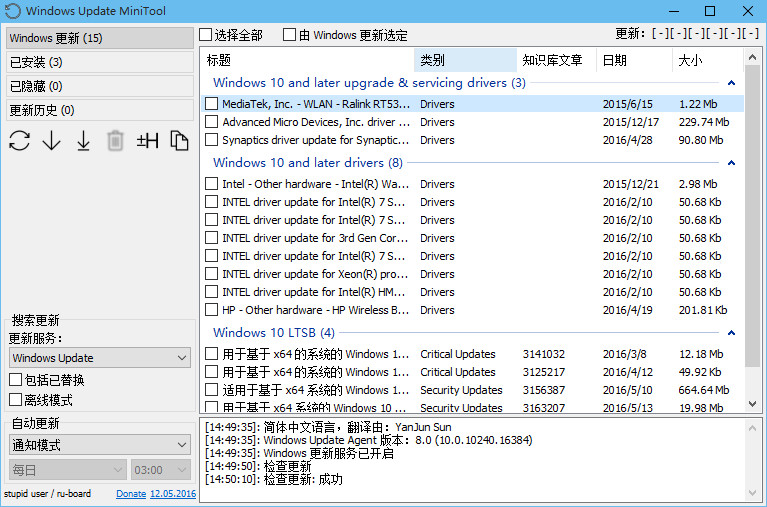 Windows Update MiniTool
Windows 更新 (15)
已安装 (3)
已隐藏 (0)
更新历史 (0)
±H
搜索更新
更新服务:
Windows Update
包括已替换
离线模式
自动更新
通知模式
每日 03:00
stupid user / ru-board Donate 12.05.2016
选择全部 由 Windows 更新选定 更新: [-][-][-][-][-][-]
标题 类别 知识库文章 日期 大小
Windows 10 and later upgrade & servicing drivers (3)
MediaTek, Inc. - WLAN - Ralink RT53... Drivers 2015/6/15 1.22 Mb
Advanced Micro Devices, Inc. driver ... Drivers 2015/12/17 229.74 Mb
Synaptics driver update for Synaptic... Drivers 2016/4/28 90.80 Mb
Windows 10 and later drivers (8)
Intel - Other hardware - Intel(R) Wa... Drivers 2015/12/21 2.98 Mb
INTEL driver update for Intel(R) 7 S... Drivers 2016/2/10 50.68 Kb
INTEL driver update for Intel(R) 7 S... Drivers 2016/2/10 50.68 Kb
INTEL driver update for 3rd Gen Cor... Drivers 2016/2/10 50.68 Kb
INTEL driver update for Intel(R) 7 S... Drivers 2016/2/10 50.68 Kb
INTEL driver update for Xeon(R) pro... Drivers 2016/2/10 50.68 Kb
INTEL driver update for Intel(R) HM... Drivers 2016/2/10 50.68 Kb
HP - Other hardware - HP Wireless B... Drivers 2016/4/19 201.81 Kb
Windows 10 LTSB (4)
用于基于 x64 的系统的 Windows 1... Critical Updates 3141032 2016/3/8 12.18 Mb
用于基于 x64 的系统的 Windows 1... Critical Updates 3125217 2016/4/12 49.92 Kb
适用于基于 x64 系统的 Windows 1... Security Updates 3156387 2016/5/10 664.64 Mb
用于基于 x64 系统的 Windows 10 ... Security Updates 3163207 2016/5/13 19.98 Mb
[14:49:35]: 简体中文语言，翻译由：YanJun Sun
[14:49:35]: Windows Update Agent 版本：8.0 (10.0.10240.16384)
[14:49:35]: Windows 更新服务已开启
[14:49:50]: 检查更新
[14:50:10]: 检查更新: 成功